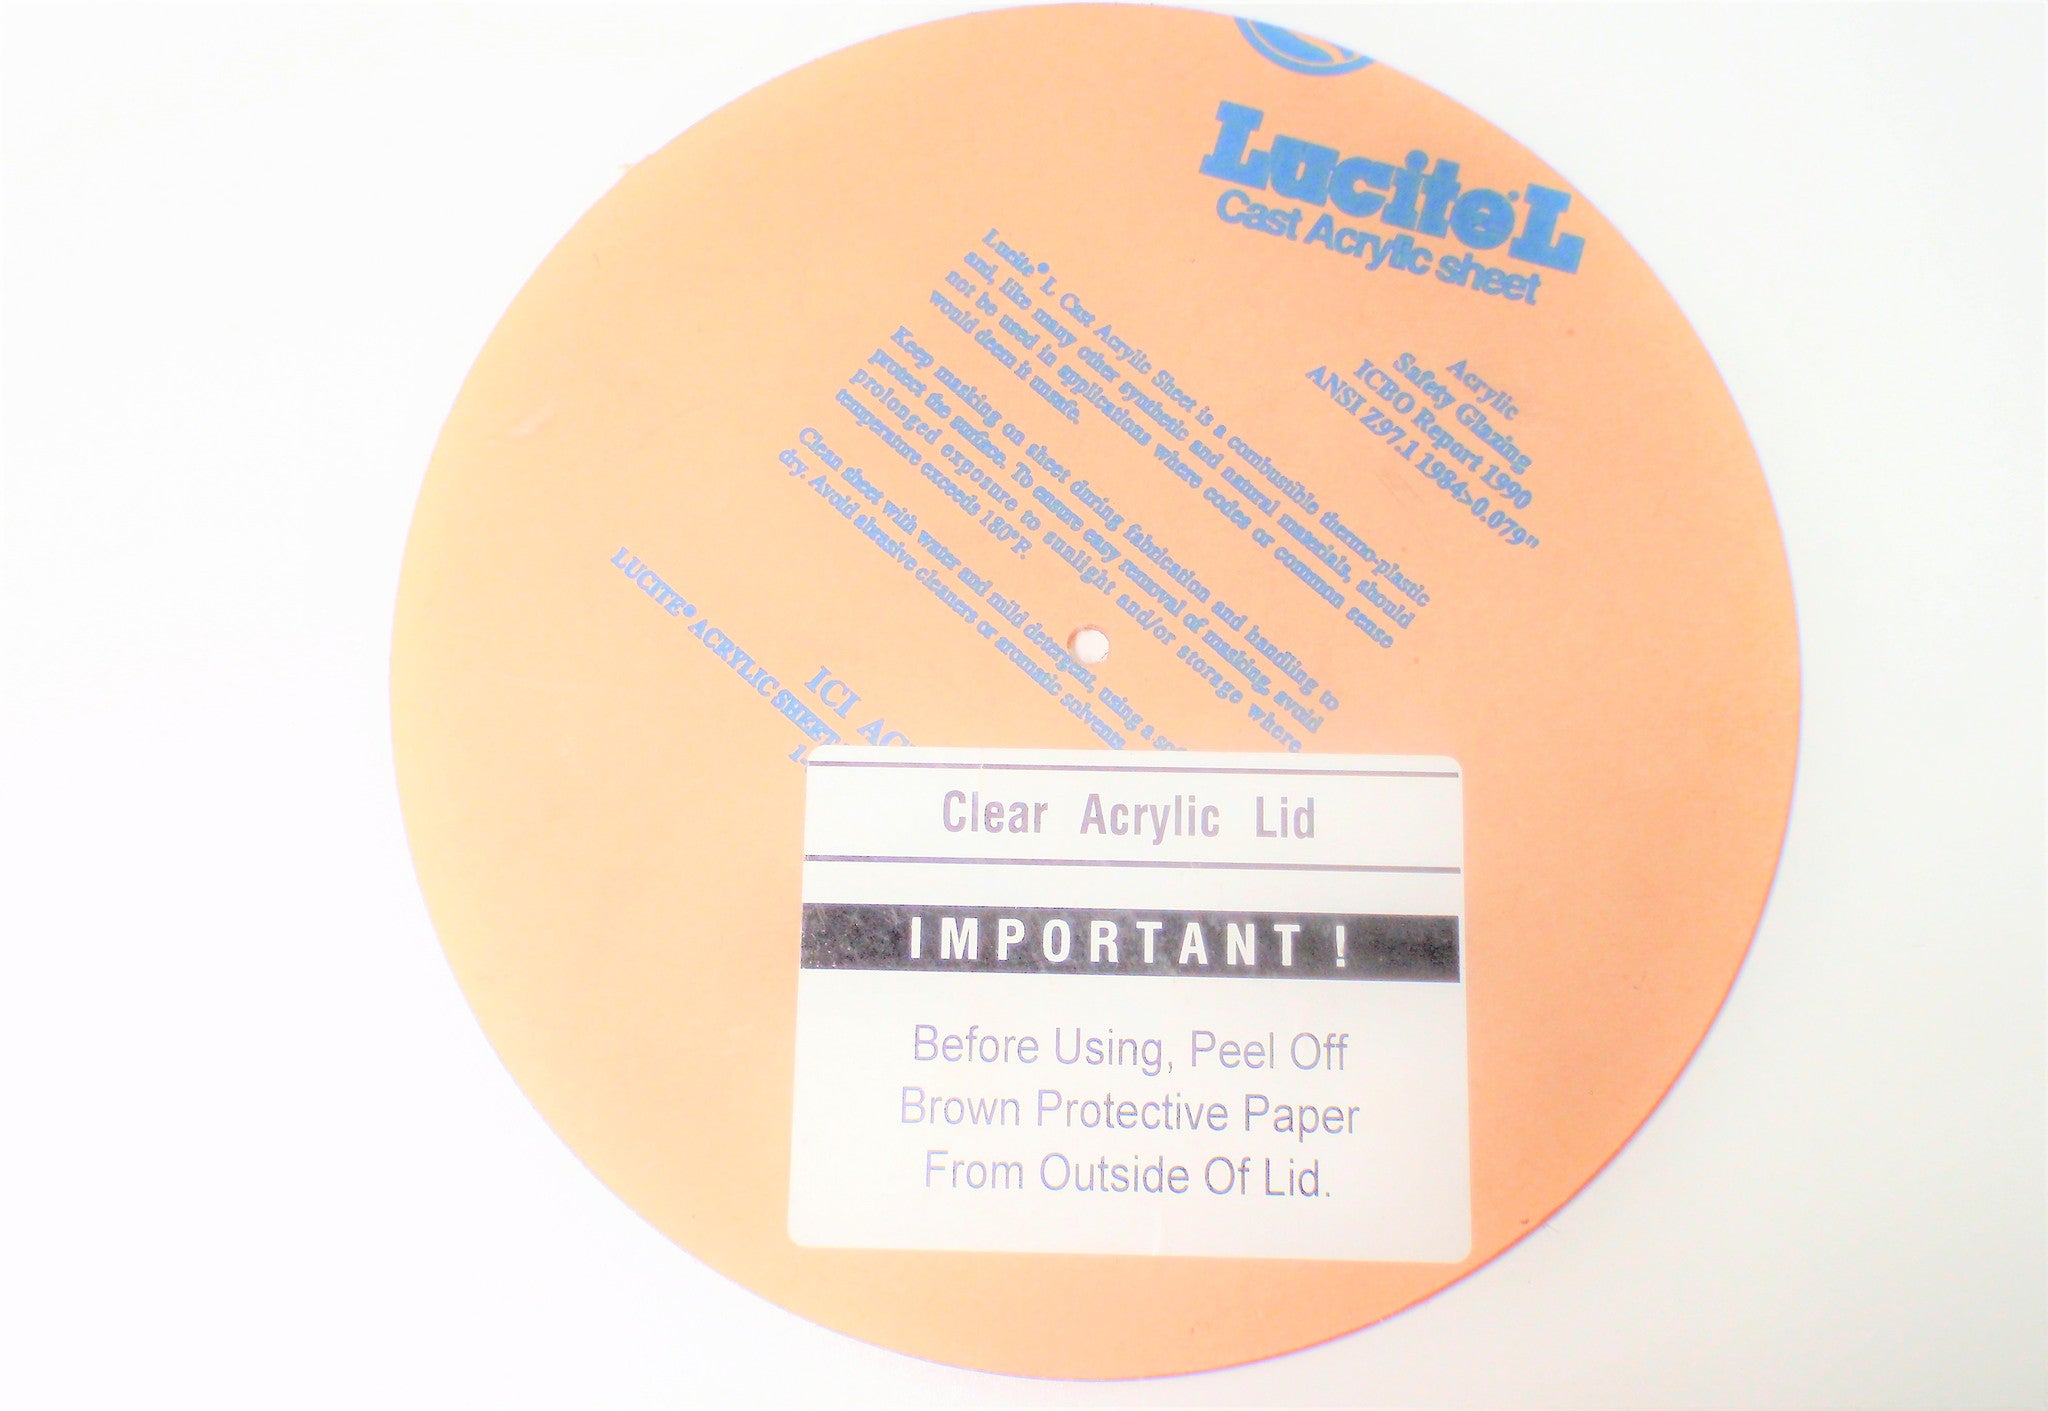 Lucite® L
Cast Acrylic sheet
Acrylic
Safety Glazing
ICBO Report 1990
ANSI Z97.1 1984>0.079"
Lucite® L Cast Acrylic Sheet is a combustible thermo-plastic
and, like many other synthetic and natural materials, should
not be used in applications where codes or common sense
would deem it unsafe.
Keep masking on sheet during fabrication and handling to
protect the surface. To ensure easy removal of masking, avoid
prolonged exposure to sunlight and/or storage where
temperature exceeds 180°F.
Clean sheet with water and mild detergent, using a
dry. Avoid abrasive cleaners or aromatic solvents.
ICI
LUCITE® ACRYLIC SHEET
Clear Acrylic Lid
IMPORTANT!
Before Using, Peel Off
Brown Protective Paper
From Outside Of Lid.